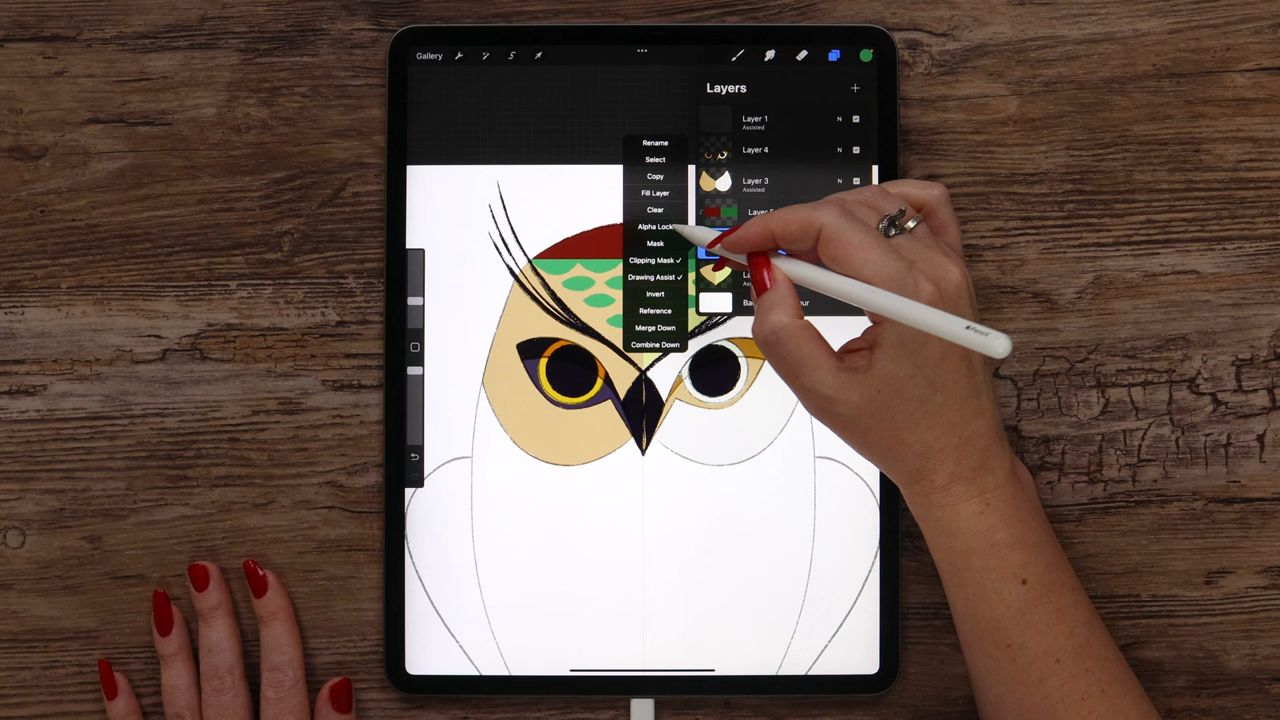 Gallery
Layers
Layer 1
Assisted
N
Layer 4
N
Layer 3
Assisted
N
Rename
Select
Copy
Fill Layer
Clear
Alpha Lock
Mask
Clipping Mask ✓
Drawing Assist ✓
Invert
Reference
Merge Down
Combine Down
Pencil